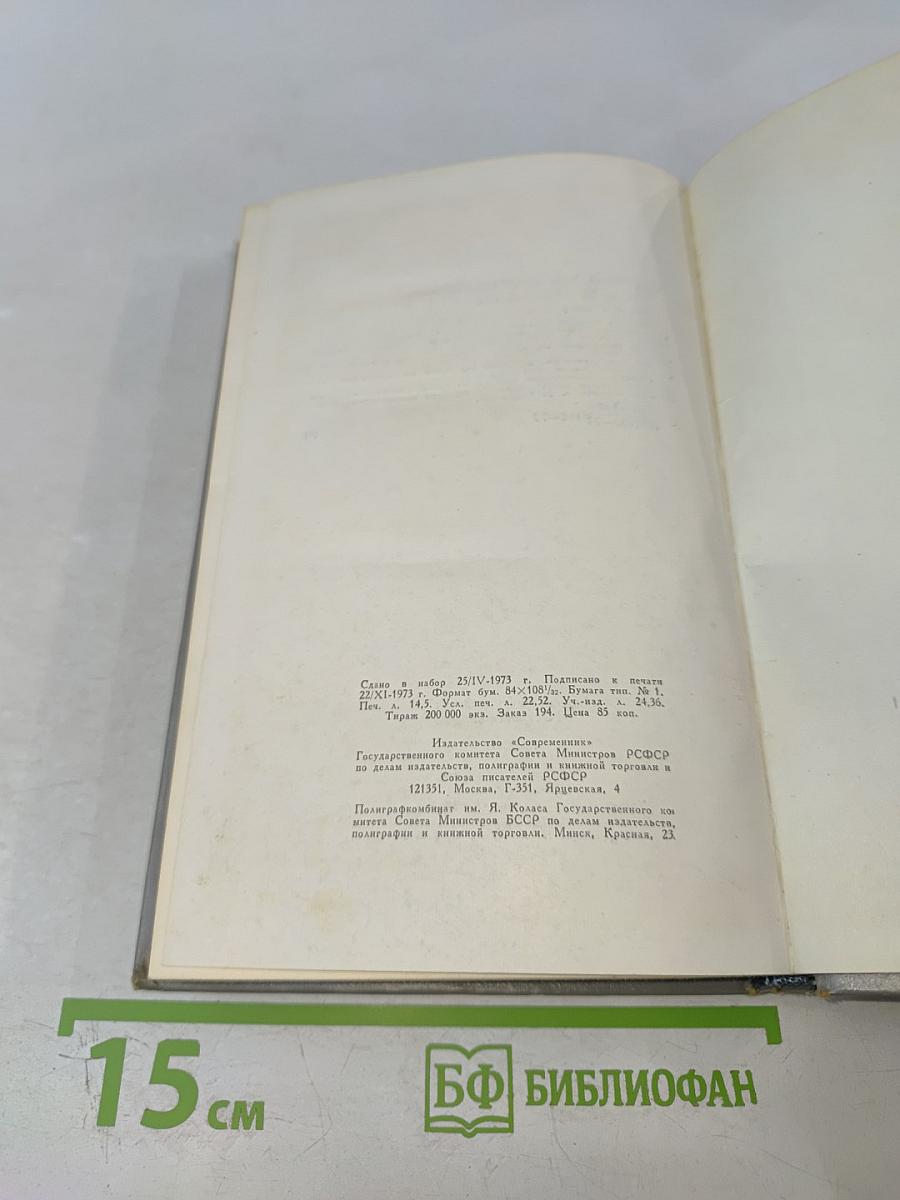 Сдано в набор 25/IV-1973 г. Подписано к печати
22/XI-1973 г. Формат бум. 84×108¹/₃₂. Бумага тип. № 1.
Печ. л. 14,5. Усл. печ. л. 22,52. Уч.-изд. л. 24,36.
Тираж 200 000 экз. Заказ 194. Цена 85 коп.
Издательство «Современник»
Государственного комитета Совета Министров РСФСР
по делам издательств, полиграфии и книжной торговли и
Союза писателей РСФСР
121351, Москва, Г-351, Ярцевская, 4
Полиграфкомбинат им. Я. Коласа Государственного ко-
митета Совета Министров БССР по делам издательств,
полиграфии и книжной торговли. Минск, Красная, 23.
15 см
БФ БИБЛИОФАН